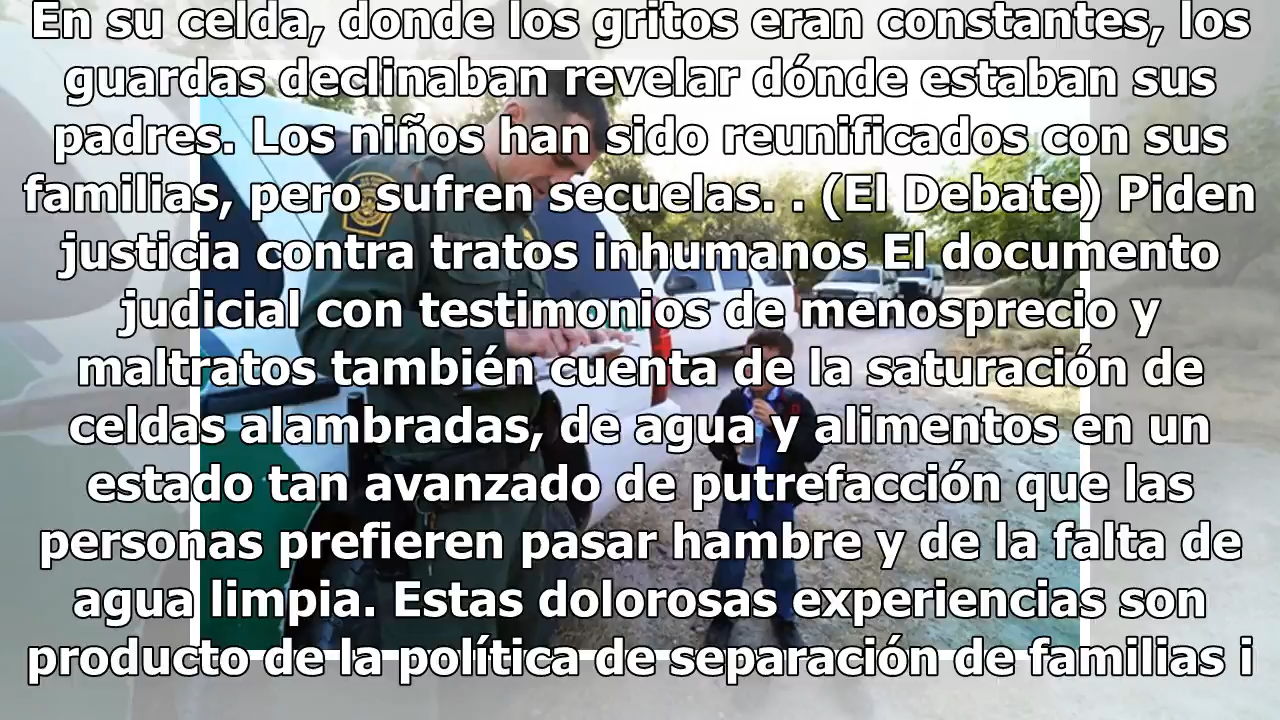 En su celda, donde los gritos eran constantes, los
guardas declinaban revelar dónde estaban sus
padres. Los niños han sido reunificados con sus
familias, pero sufren secuelas. . (El Debate) Piden
justicia contra tratos inhumanos El documento
judicial con testimonios de menosprecio y
maltratos también cuenta de la saturación de
celdas alambradas, de agua y alimentos en un
estado tan avanzado de putrefacción que las
personas prefieren pasar hambre y de la falta de
agua limpia. Estas dolorosas experiencias son
producto de la política de separación de familias i